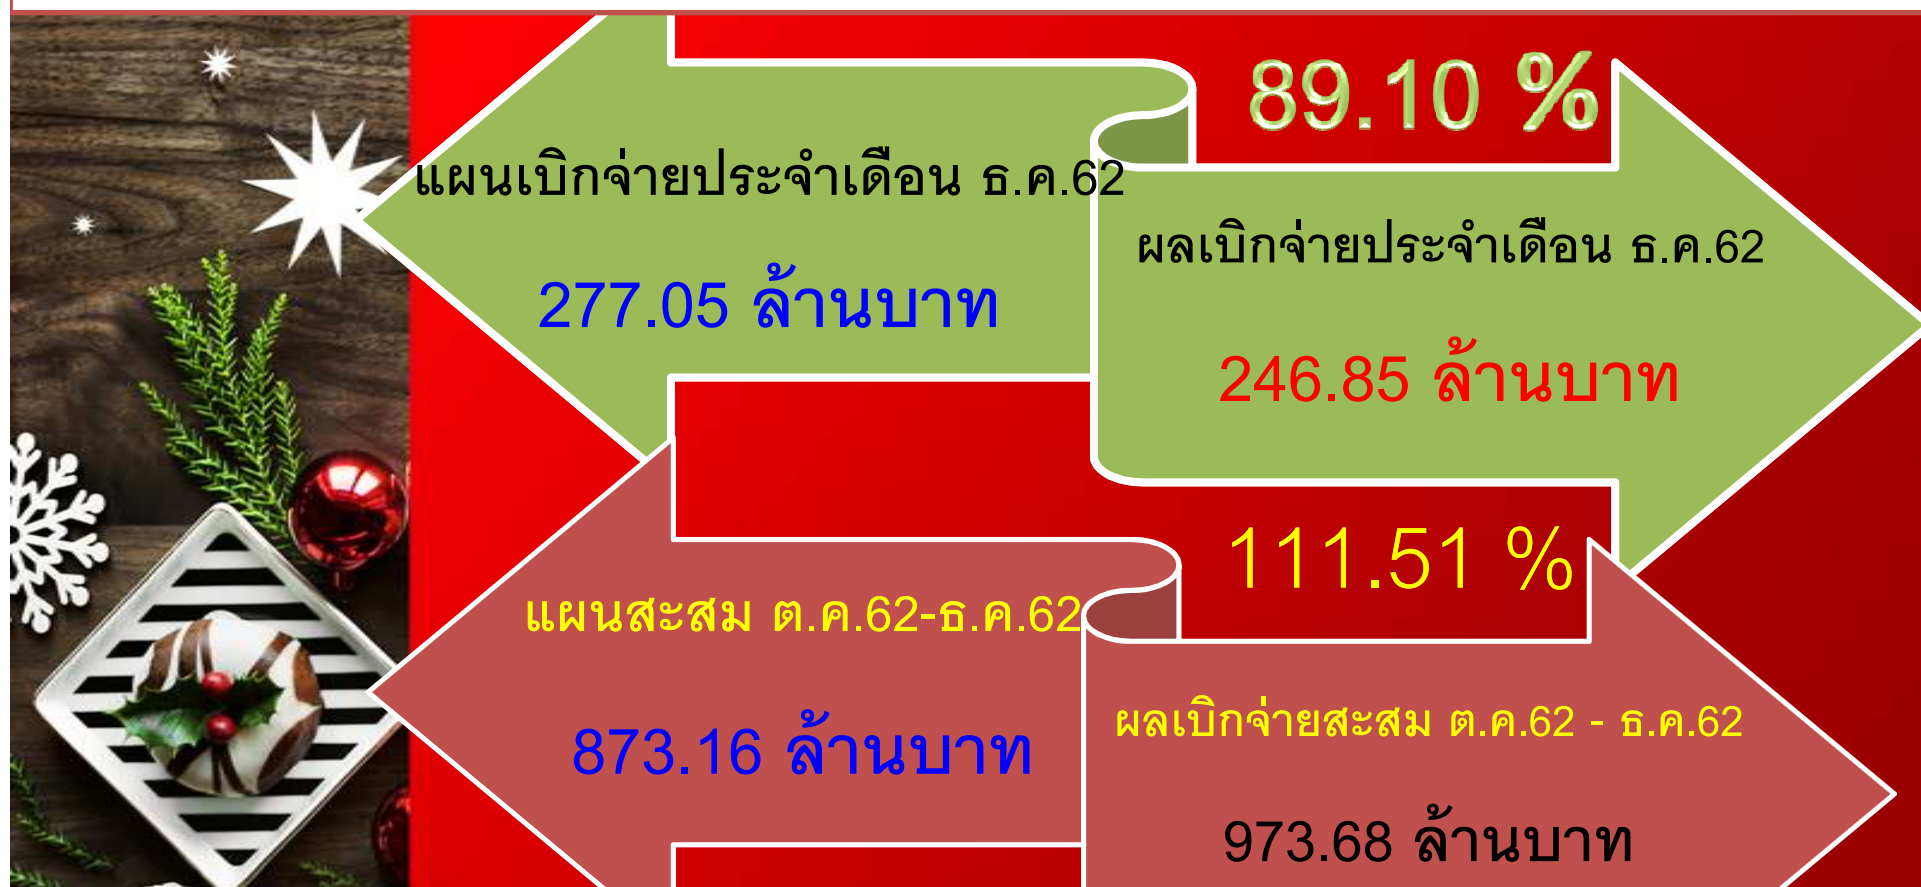 89.10 %
แผนเบิกจ่ายประจำเดือน ธ.ค.62
277.05 ล้านบาท
ผลเบิกจ่ายประจำเดือน ธ.ค.62
246.85 ล้านบาท
111.51 %
แผนสะสม ต.ค.62-ธ.ค.62
873.16 ล้านบาท
ผลเบิกจ่ายสะสม ต.ค.62 - ธ.ค.62
973.68 ล้านบาท